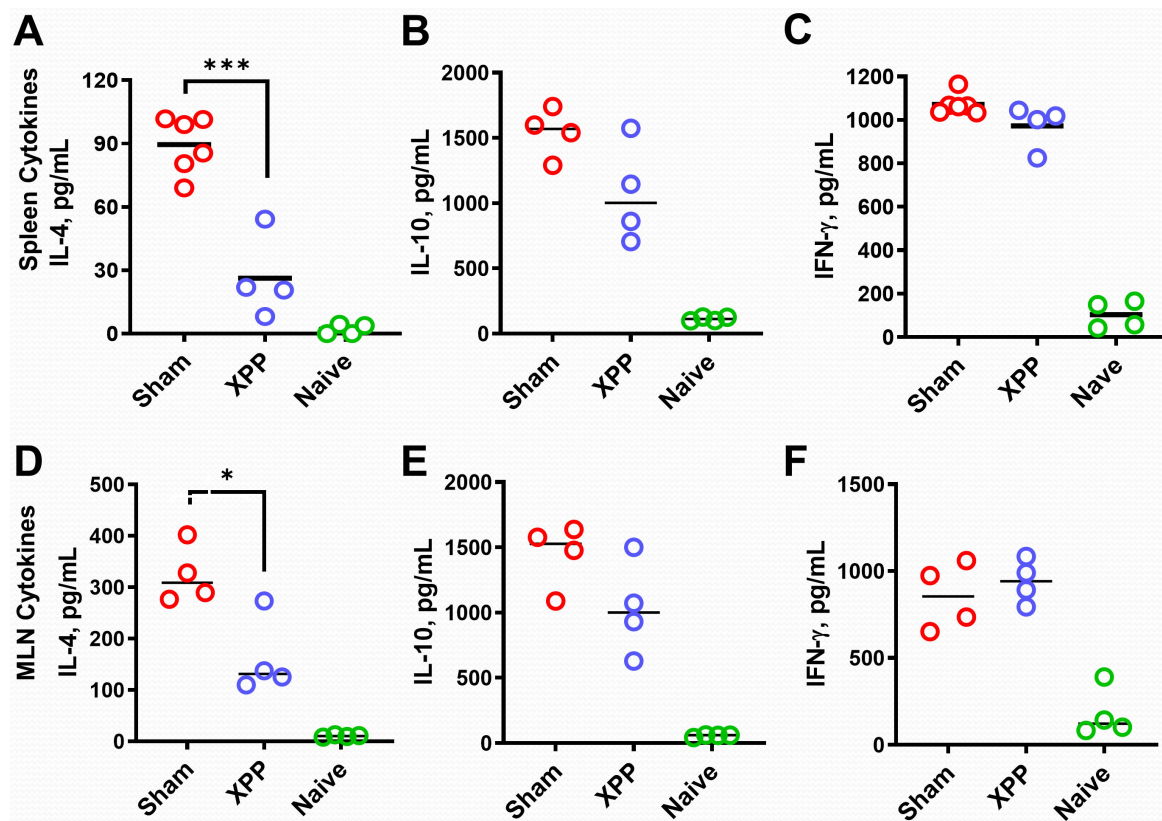 A
B
C
Spleen Cytokines
IL-4, pg/mL
120
90
60
30
0
***
Sham
XPP
Naive
IL-10, pg/mL
2000
1500
1000
500
0
Sham
XPP
Naive
IFN-γ, pg/mL
1200
1000
800
600
400
200
0
Sham
XPP
Nave
D
E
F
MLN Cytokines
IL-4, pg/mL
500
400
300
200
100
0
*
Sham
XPP
Naive
IL-10, pg/mL
2000
1500
1000
500
0
Sham
XPP
Naive
IFN-γ, pg/mL
1500
1000
500
0
Sham
XPP
Naive